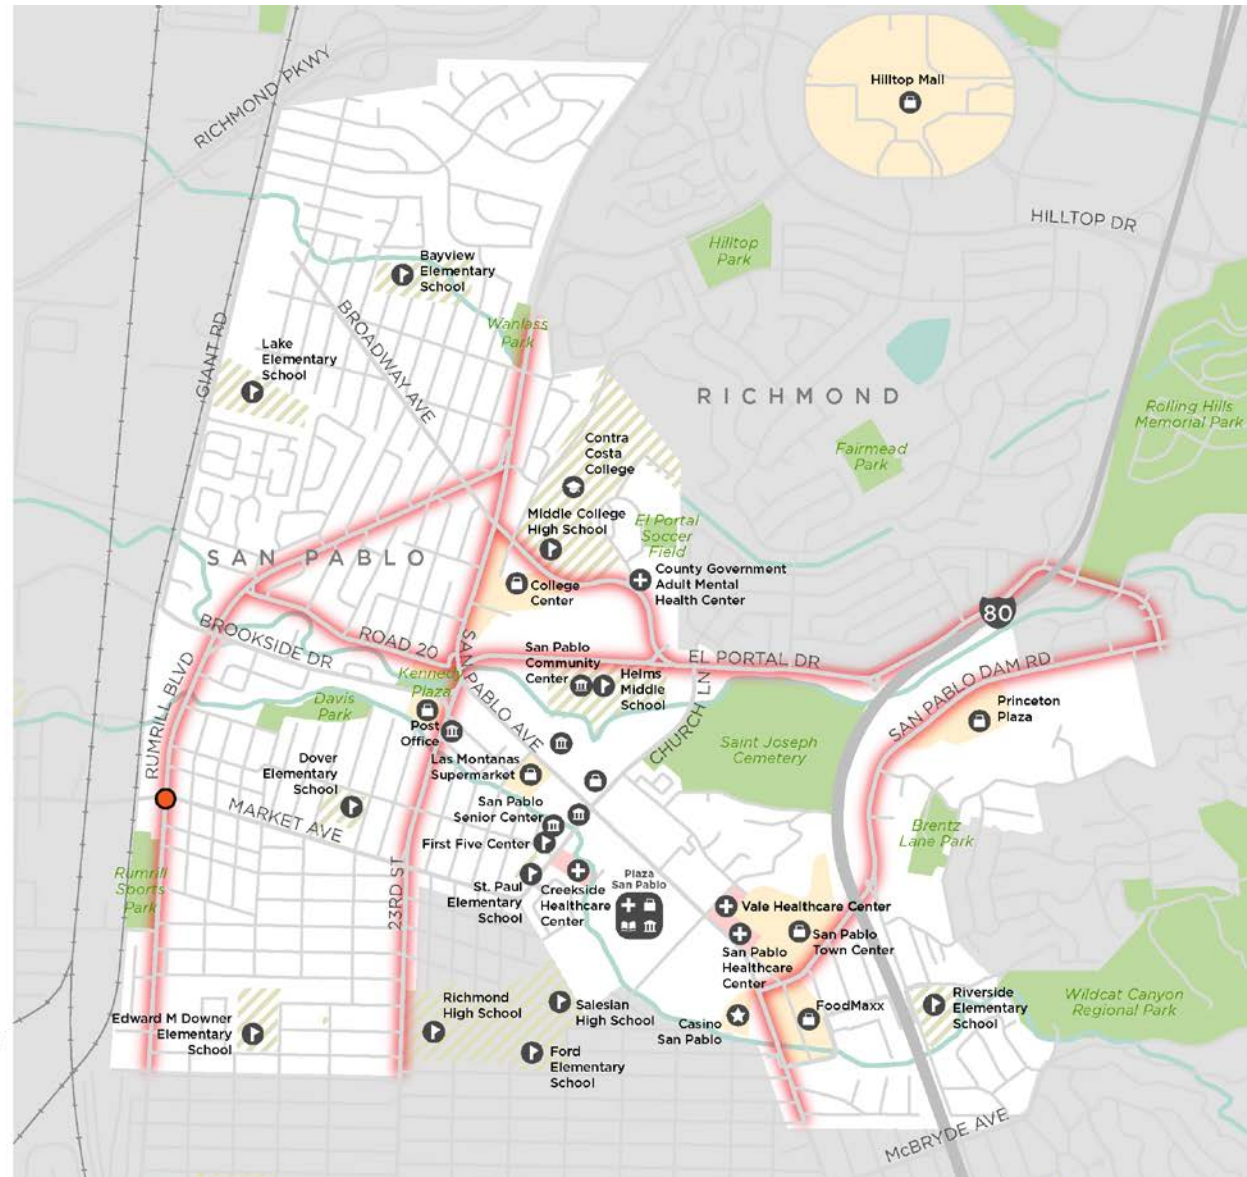 Hilltop Mall
RICHMOND PKWY
HILLTOP DR
Hilltop
Park
Bayview
Elementary
School
BROADWAY AVE
Wanlass
Park
GIANT RD
Lake
Elementary
School
RICHMOND
Rolling Hills
Memorial Park
Fairmead
Park
Contra
Costa
College
Middle College
High School
El Portal
Soccer
Field
SAN PABLO
College
Center
County Government
Adult Mental
Health Center
80
BROOKSIDE DR
ROAD 20
SAN PABLO AVE
San Pablo
Community
Center
Helms
Middle
School
EL PORTAL DR
CHURCH LN
SAN PABLO DAM RD
Princeton
Plaza
RUMRILL BLVD
Kennedy
Plaza
Davis
Park
Post
Office
Saint Joseph
Cemetery
Dover
Elementary
School
Las Montanas
Supermarket
MARKET AVE
San Pablo
Senior Center
First Five Center
Brentz
Lane Park
Rumrill
Sports
Park
23RD ST
St. Paul
Elementary
School
Creekside
Healthcare
Center
Plaza
San Pablo
Vale Healthcare Center
San Pablo
Town Center
San Pablo
Healthcare
Center
Edward M Downer
Elementary
School
Richmond
High School
Salesian
High School
Ford
Elementary
School
Casino
San Pablo
FoodMaxx
Riverside
Elementary
School
Wildcat Canyon
Regional Park
McBRYDE AVE